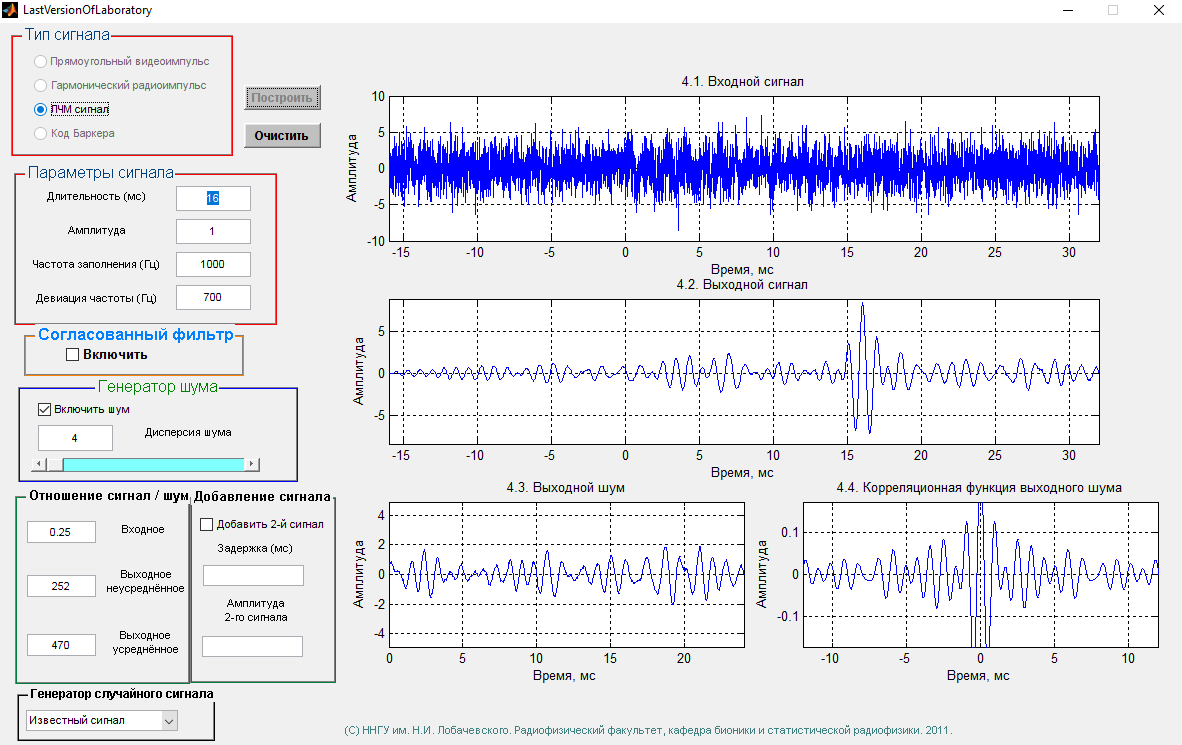 LastVersionOfLaboratory
Тип сигнала
Прямоугольный видеоимпульс
Гармонический радиоимпульс
ЛЧМ сигнал
Код Баркера
Построить
Очистить
Параметры сигнала
Длительность (мс)
16
Амплитуда
1
Частота заполнения (Гц)
1000
Девиация частоты (Гц)
700
Согласованный фильтр
Включить
Генератор шума
Включить шум
4
Дисперсия шума
Отношение сигнал / шум
0.25
Входное
252
Выходное
неусреднённое
470
Выходное
усреднённое
Добавление сигнала
Добавить 2-й сигнал
Задержка (мс)
Амплитуда
2-го сигнала
Генератор случайного сигнала
Известный сигнал
4.1. Входной сигнал
Амплитуда
10
5
0
-5
-10
-15 -10 -5 0 5 10 15 20 25 30
Время, мс
4.2. Выходной сигнал
Амплитуда
5
0
-5
-15 -10 -5 0 5 10 15 20 25 30
Время, мс
4.3. Выходной шум
Амплитуда
4
2
0
-2
-4
0 5 10 15 20
Время, мс
4.4. Корреляционная функция выходного шума
Амплитуда
0.1
0
-0.1
-10 -5 0 5 10
Время, мс
(С) ННГУ им. Н.И. Лобачевского. Радиофизический факультет, кафедра бионики и статистической радиофизики. 2011.